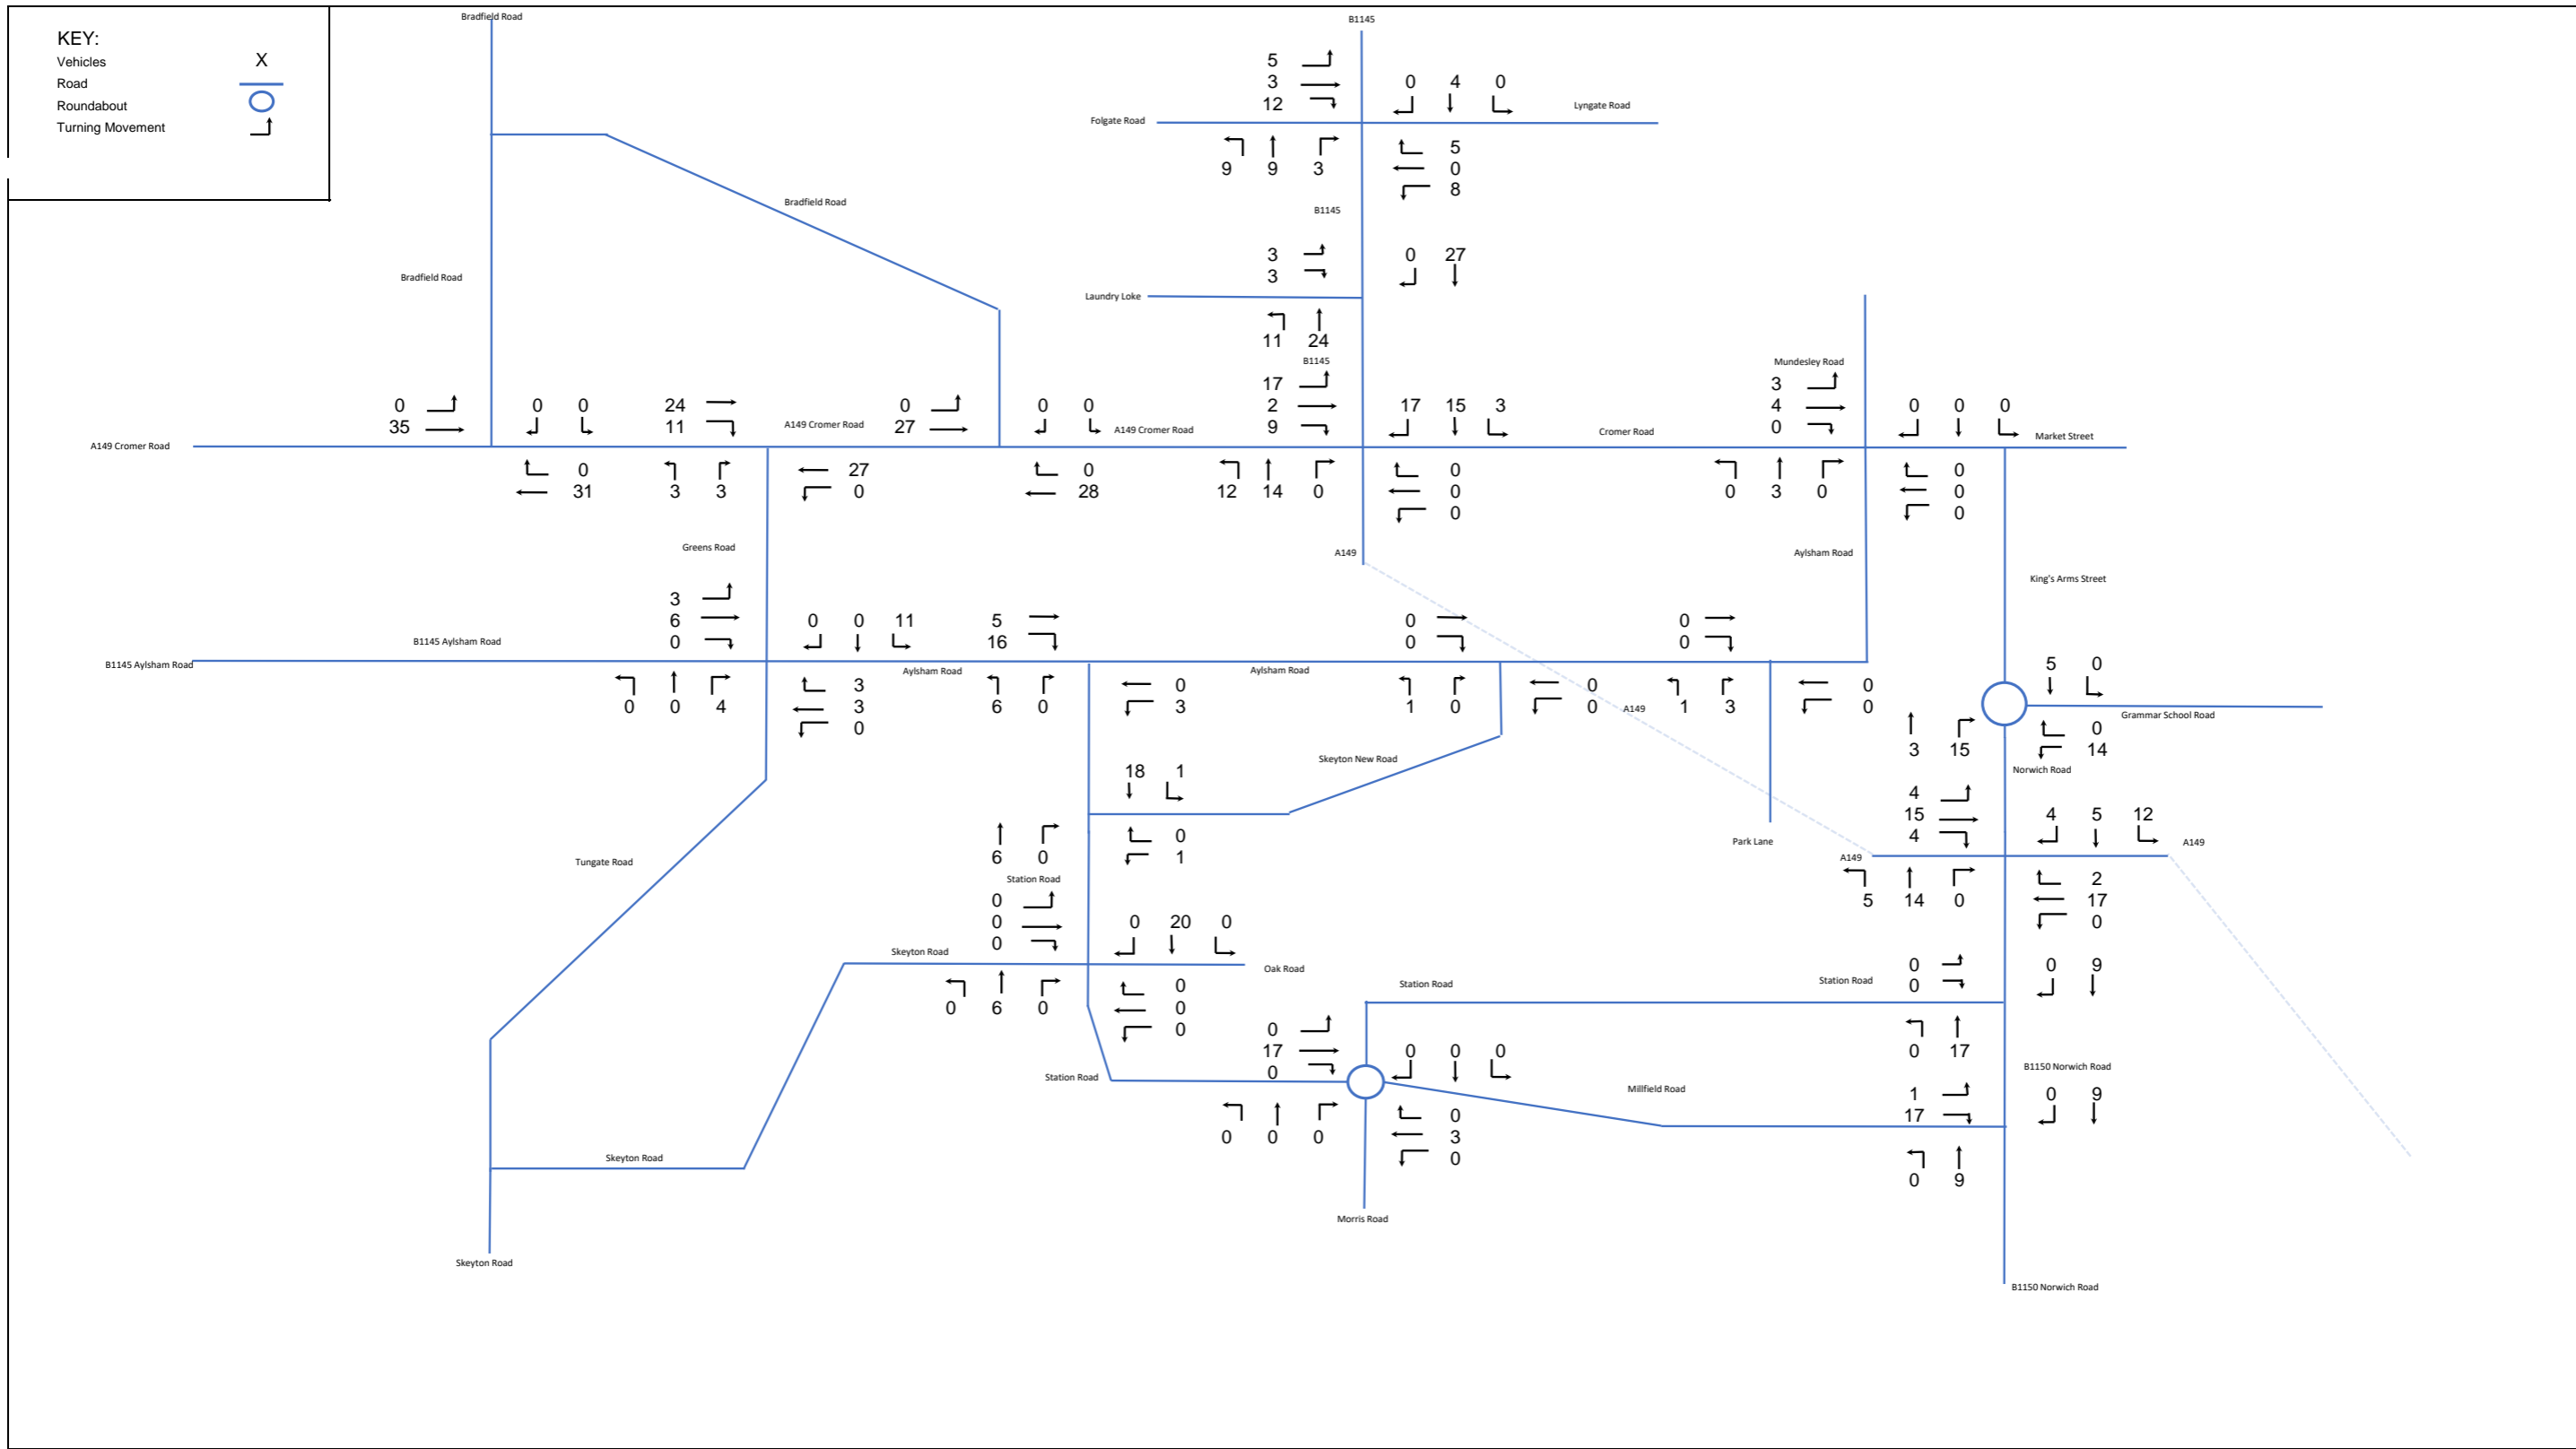 Bradfield Road
B1145
KEY:
Vehicles X
Road
Roundabout
Turning Movement
5
3
12
0 4 0
Lyngate Road
Folgate Road
9 9 3
5
0
8
Bradfield Road
B1145
3
3
0 27
Bradfield Road
Laundry Loke
11 24
B1145
Mundesley Road
0
35
0 0
24
11
A149 Cromer Road
0
27
0 0
A149 Cromer Road
17
2
9
17 15 3
Cromer Road
3
4
0
0 0 0
Market Street
A149 Cromer Road
0
31
3 3
27
0
0
28
12 14 0
0
0
0
0 3 0
0
0
0
Greens Road
A149
Aylsham Road
King's Arms Street
3
6
0
0 0 11
5
16
0
0
0
0
B1145 Aylsham Road
B1145 Aylsham Road
Aylsham Road
Aylsham Road
5 0
0 0 4
3
3
0
6 0
0
3
1 0
0
0
A149
1 3
0
0
Grammar School Road
3 15
0
14
Skeyton New Road
Norwich Road
18 1
4
15
4
4 5 12
6 0
0
1
Park Lane
A149
A149
Tungate Road
Station Road
5 14 0
2
17
0
0
0
0
0 20 0
Skeyton Road
Oak Road
0 6 0
0
0
0
Station Road
Station Road
0
0
0 9
0 17
0
17
0
0 0 0
Station Road
Millfield Road
B1150 Norwich Road
1
17
0 9
0 0 0
0
3
0
0 9
Skeyton Road
Morris Road
Skeyton Road
B1150 Norwich Road